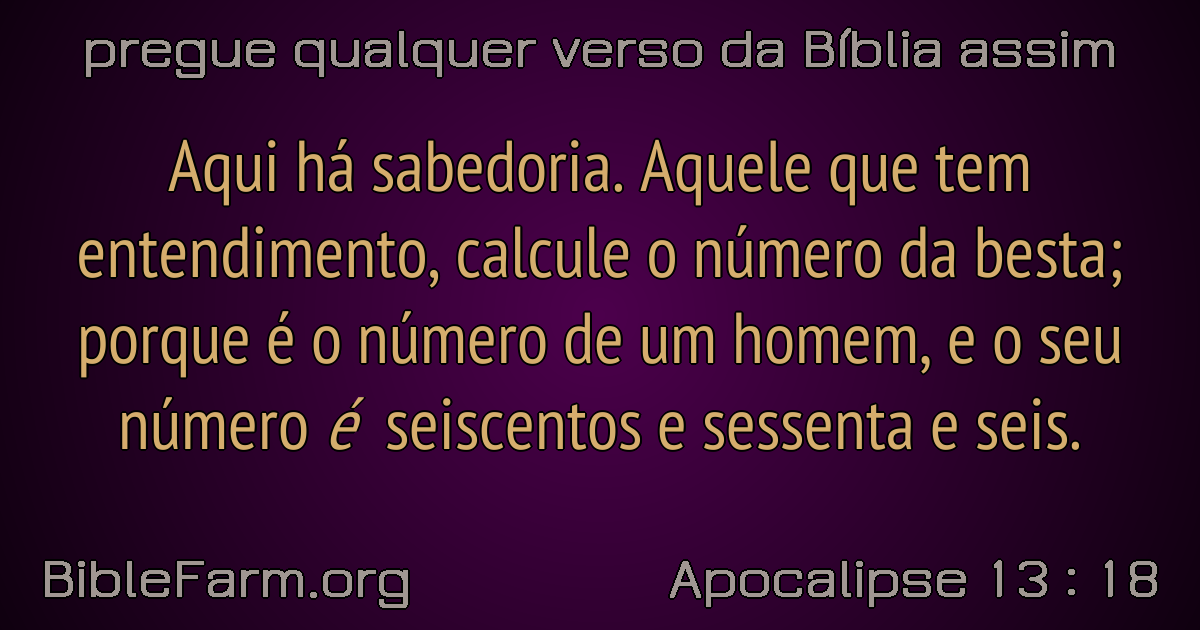 pregue qualquer verso da Bíblia assim
Aqui há sabedoria. Aquele que tem
entendimento, calcule o número da besta;
porque é o número de um homem, e o seu
número é seiscentos e sessenta e seis.
BibleFarm.org
Apocalipse 13 : 18